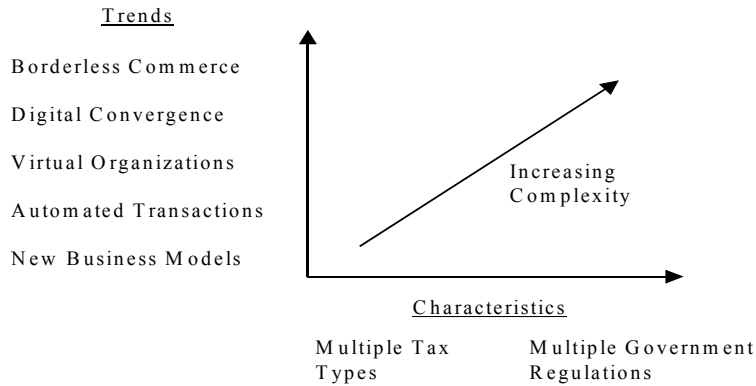 Trends
Borderless Commerce
Digital Convergence
Virtual Organizations
Automated Transactions
New Business Models
Increasing
Complexity
Characteristics
Multiple Tax
Types
Multiple Government
Regulations